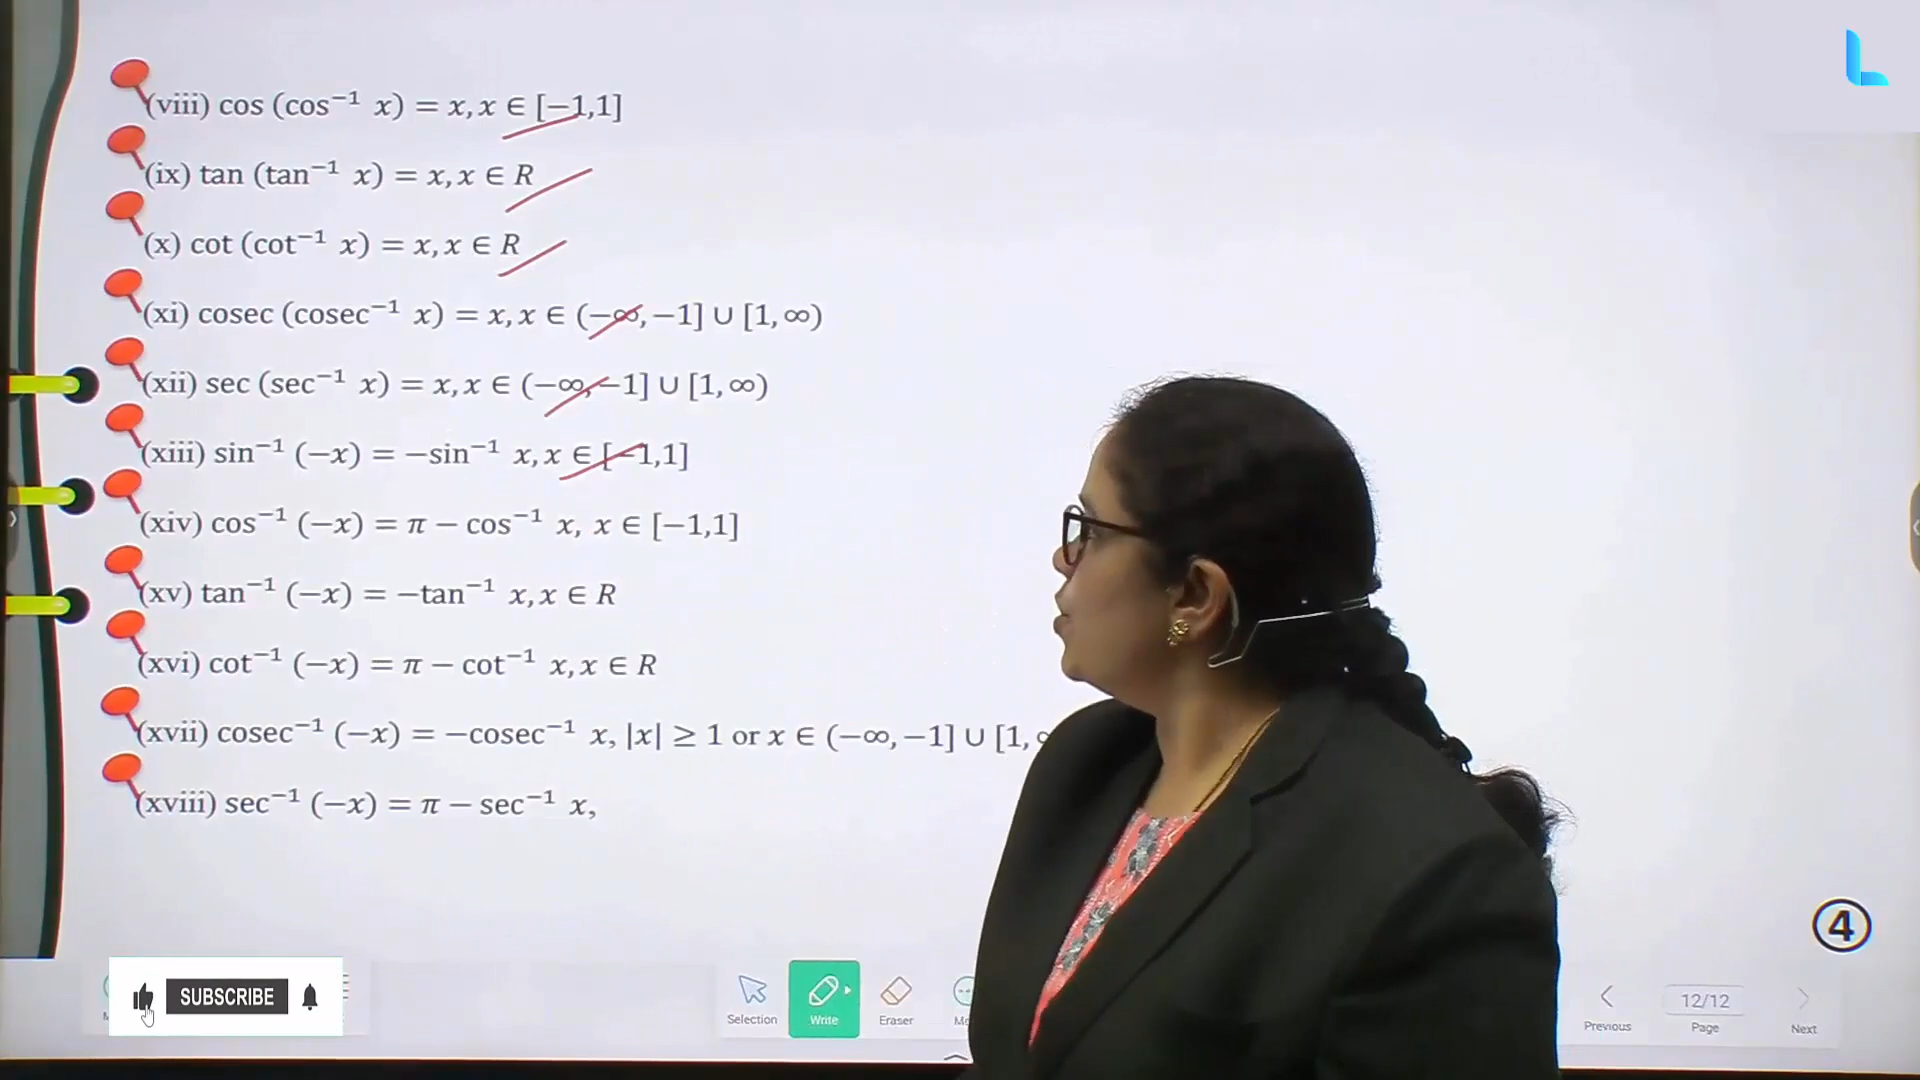 (viii) cos (cos⁻¹ x) = x, x ∈ [−1,1]
(ix) tan (tan⁻¹ x) = x, x ∈ R
(x) cot (cot⁻¹ x) = x, x ∈ R
(xi) cosec (cosec⁻¹ x) = x, x ∈ (−∞, −1] ∪ [1, ∞)
(xii) sec (sec⁻¹ x) = x, x ∈ (−∞, −1] ∪ [1, ∞)
(xiii) sin⁻¹ (−x) = −sin⁻¹ x, x ∈ [−1,1]
(xiv) cos⁻¹ (−x) = π − cos⁻¹ x, x ∈ [−1,1]
(xv) tan⁻¹ (−x) = −tan⁻¹ x, x ∈ R
(xvi) cot⁻¹ (−x) = π − cot⁻¹ x, x ∈ R
(xvii) cosec⁻¹ (−x) = −cosec⁻¹ x, |x| ≥ 1 or x ∈ (−∞, −1] ∪ [1,
(xviii) sec⁻¹ (−x) = π − sec⁻¹ x,
4
SUBSCRIBE
Selection Write Eraser
Previous 12/12 Page Next